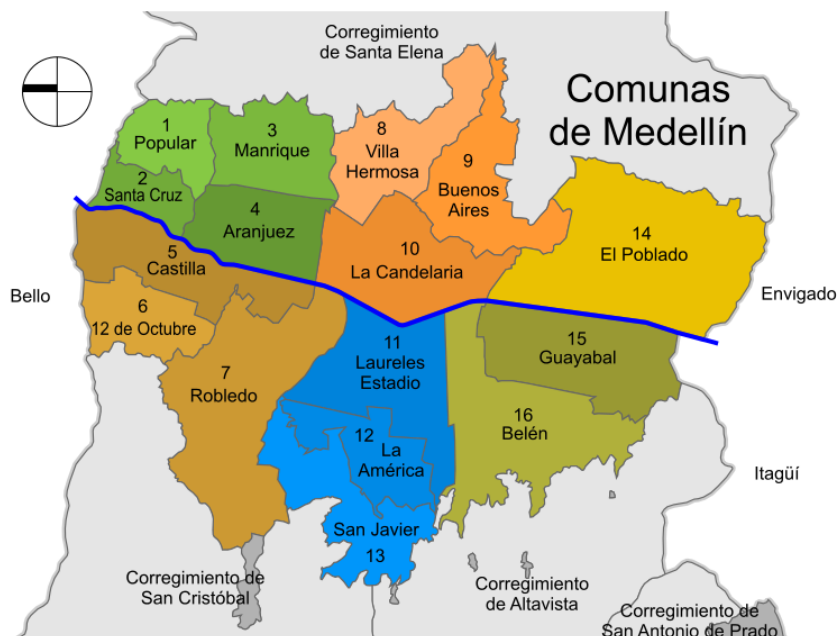 Corregimiento
de Santa Elena
Comunas
de Medellín
1
Popular
3
Manrique
8
Villa
Hermosa
9
Buenos
Aires
2
Santa Cruz
4
Aranjuez
14
El Poblado
10
La Candelaria
5
Castilla
Bello
Envigado
6
12 de Octubre
11
Laureles
Estadio
15
Guayabal
7
Robledo
16
Belén
12
La
América
Itagüí
San Javier
13
Corregimiento de
San Cristóbal
Corregimiento
de Altavista
Corregimiento de
San Antonio de Prado